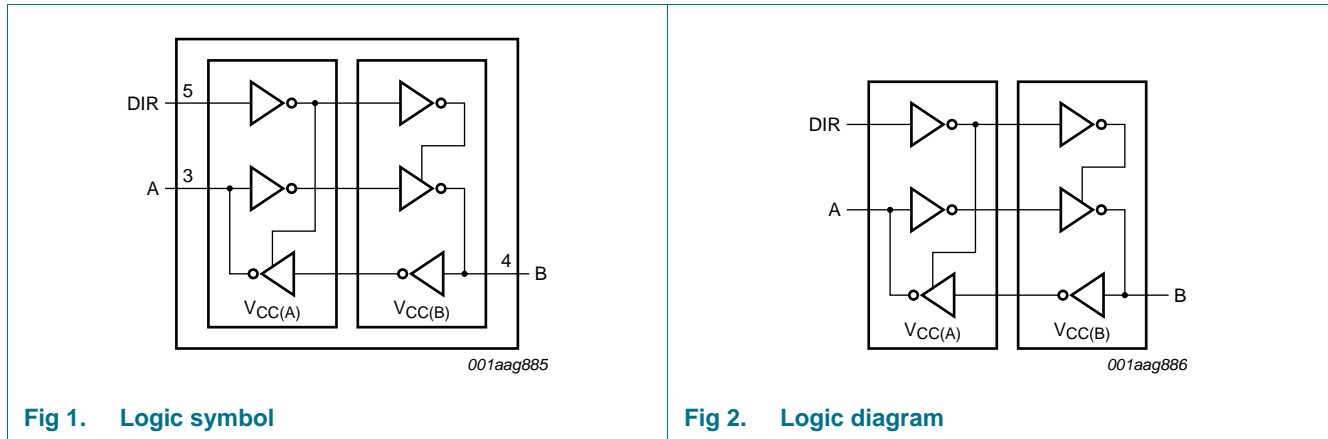 DIR 5
A 3
4 B
VCC(A) VCC(B)
001aag885
Fig 1. Logic symbol
DIR
A
B
VCC(A) VCC(B)
001aag886
Fig 2. Logic diagram